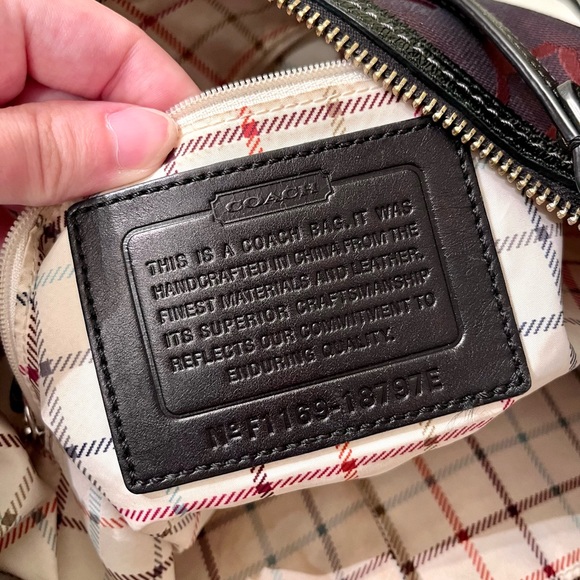 COACH
THIS IS A COACH BAG. IT WAS
HANDCRAFTED IN CHINA FROM THE
FINEST MATERIALS AND LEATHER.
ITS SUPERIOR CRAFTSMANSHIP
REFLECTS OUR COMMITMENT TO
ENDURING QUALITY.
Nº F1169-18797E